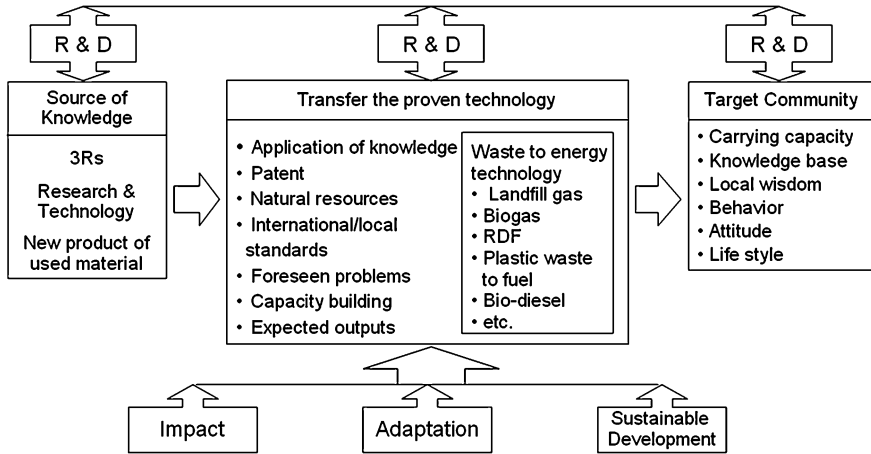 R & D
R & D
R & D
Source of
Knowledge
3Rs
Research &
Technology
New product of
used material
Transfer the proven technology
• Application of knowledge
• Patent
• Natural resources
• International/local
standards
• Foreseen problems
• Capacity building
• Expected outputs
Waste to energy
technology
• Landfill gas
• Biogas
• RDF
• Plastic waste
to fuel
• Bio-diesel
• etc.
Target Community
• Carrying capacity
• Knowledge base
• Local wisdom
• Behavior
• Attitude
• Life style
Impact
Adaptation
Sustainable
Development